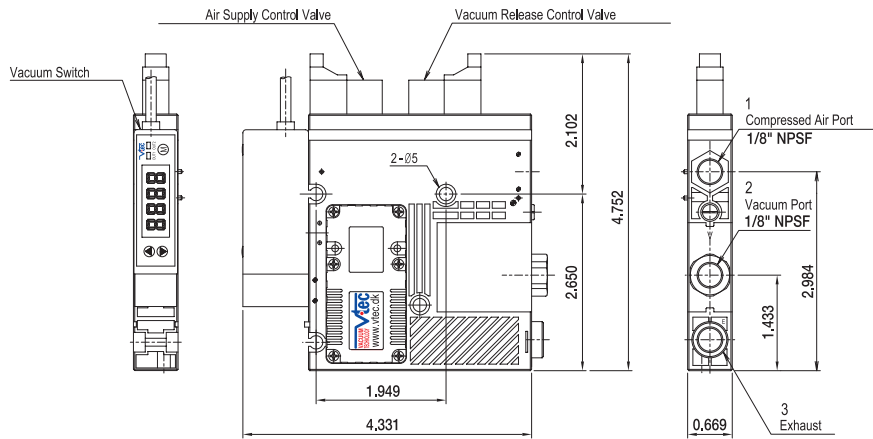 Air Supply Control Valve
Vacuum Release Control Valve
Vacuum Switch
2-Ø5
2.102
4.752
2.650
1.949
4.331
Vtec
VACUUM
TECHNOLOGY
www.vtec.dk
1
Compressed Air Port
1/8" NPSF
2
Vacuum Port
1/8" NPSF
V
E
2.984
1.433
0.669
3
Exhaust